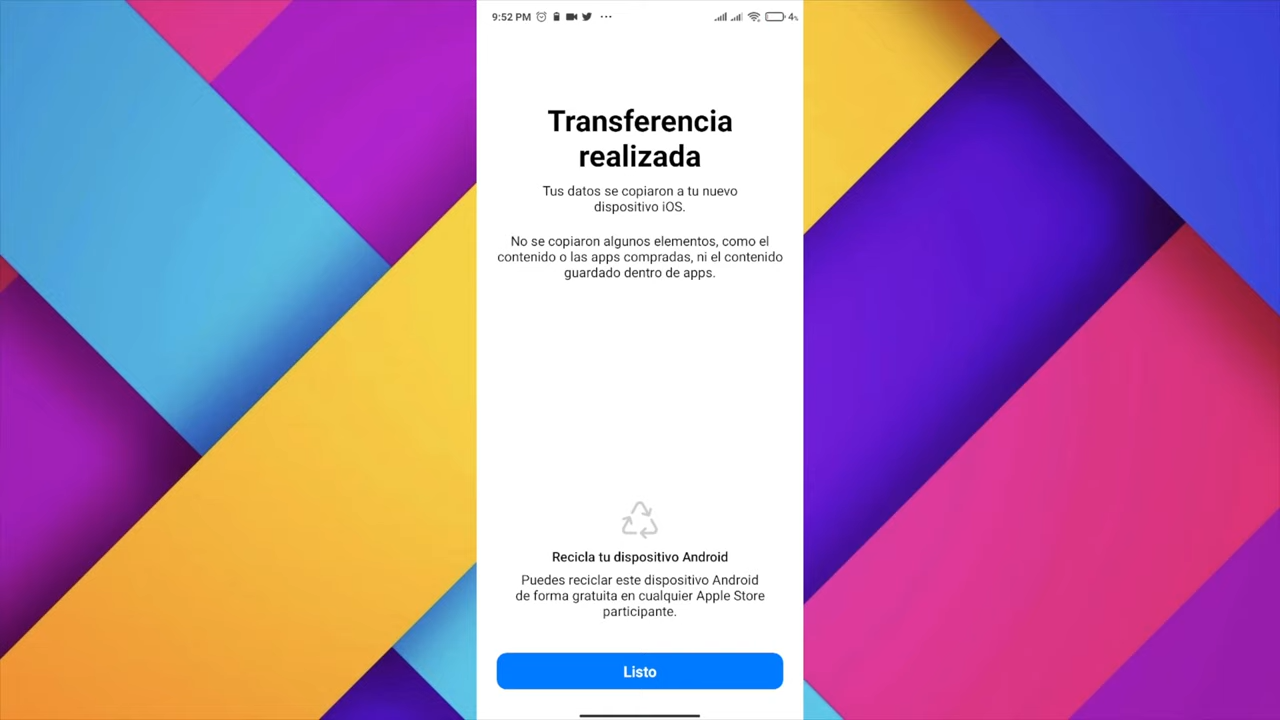 9:52 PM
4%
Transferencia
realizada
Tus datos se copiaron a tu nuevo
dispositivo iOS.
No se copiaron algunos elementos, como el
contenido o las apps compradas, ni el contenido
guardado dentro de apps.
Recicla tu dispositivo Android
Puedes reciclar este dispositivo Android
de forma gratuita en cualquier Apple Store
participante.
Listo